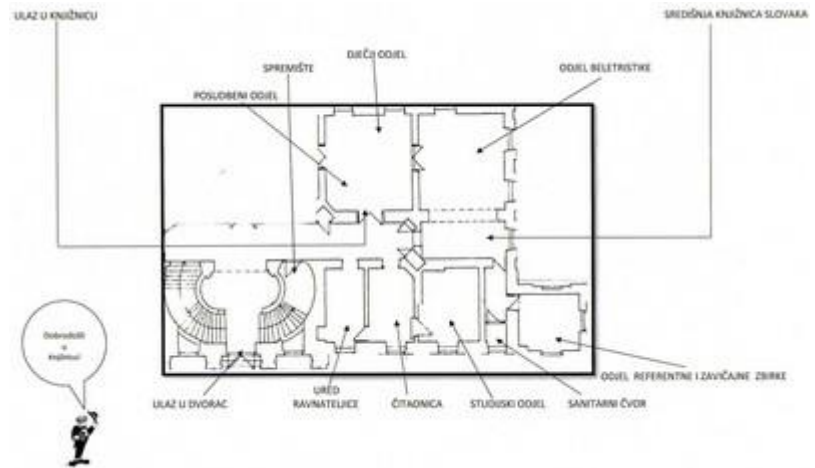 ULAZ U KNJIŽNICU
SREDIŠNJA KNJIŽNICA SLOVAKA
DJEČJI ODJEL
SPREMIŠTE
ODJEL BELETRISTIKE
POSUDBENI ODJEL
Dobrodošli
u
knjižnicu!
ODJEL REFERENTNE I ZAVIČAJNE ZBIRKE
ULAZ U DVORAC
URED
RAVNATELJICE
ČITAONICA
STUDIJSKI ODJEL
SANITARNI ČVOR